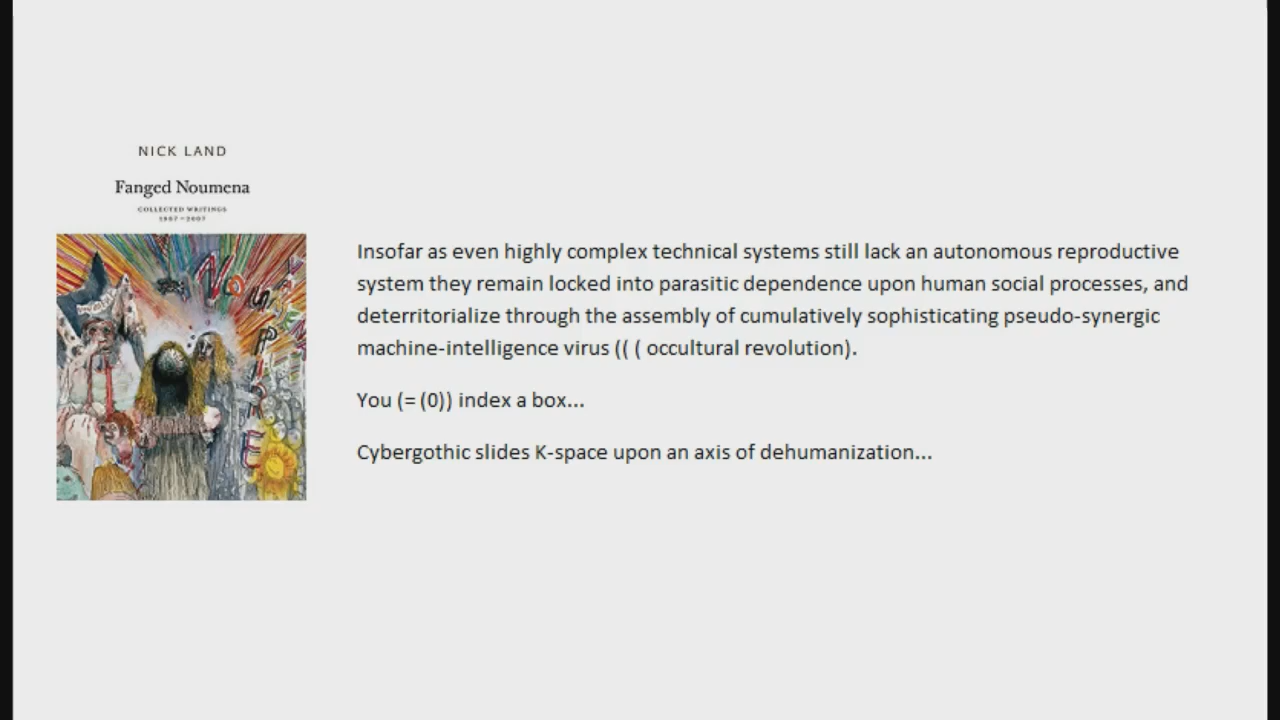 NICK LAND
Fanged Noumena
COLLECTED WRITINGS
1987–2007
Insofar as even highly complex technical systems still lack an autonomous reproductive
system they remain locked into parasitic dependence upon human social processes, and
deterritorialize through the assembly of cumulatively sophisticating pseudo-synergic
machine-intelligence virus (( ( occultural revolution).
You (= (0)) index a box...
Cybergothic slides K-space upon an axis of dehumanization...